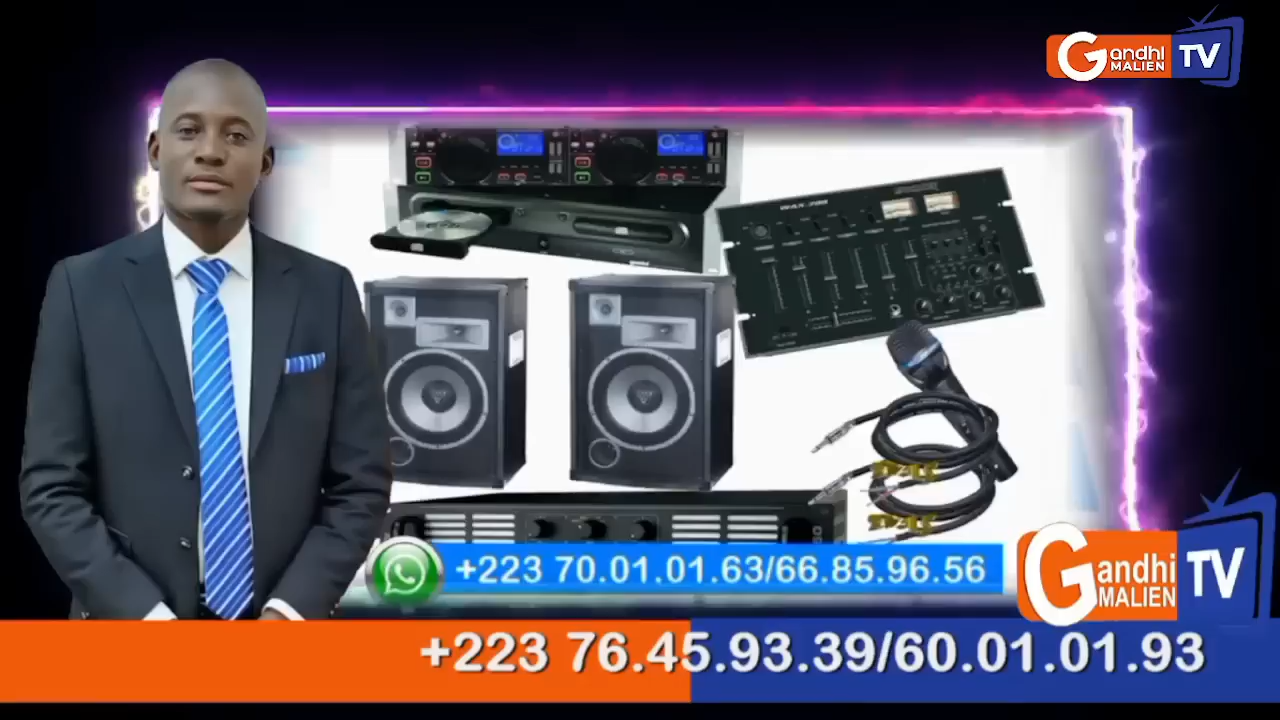 Gandhi
MALIEN
TV
+223 70.01.01.63/66.85.96.56
Gandhi
MALIEN
TV
+223 76.45.93.39/60.01.01.93